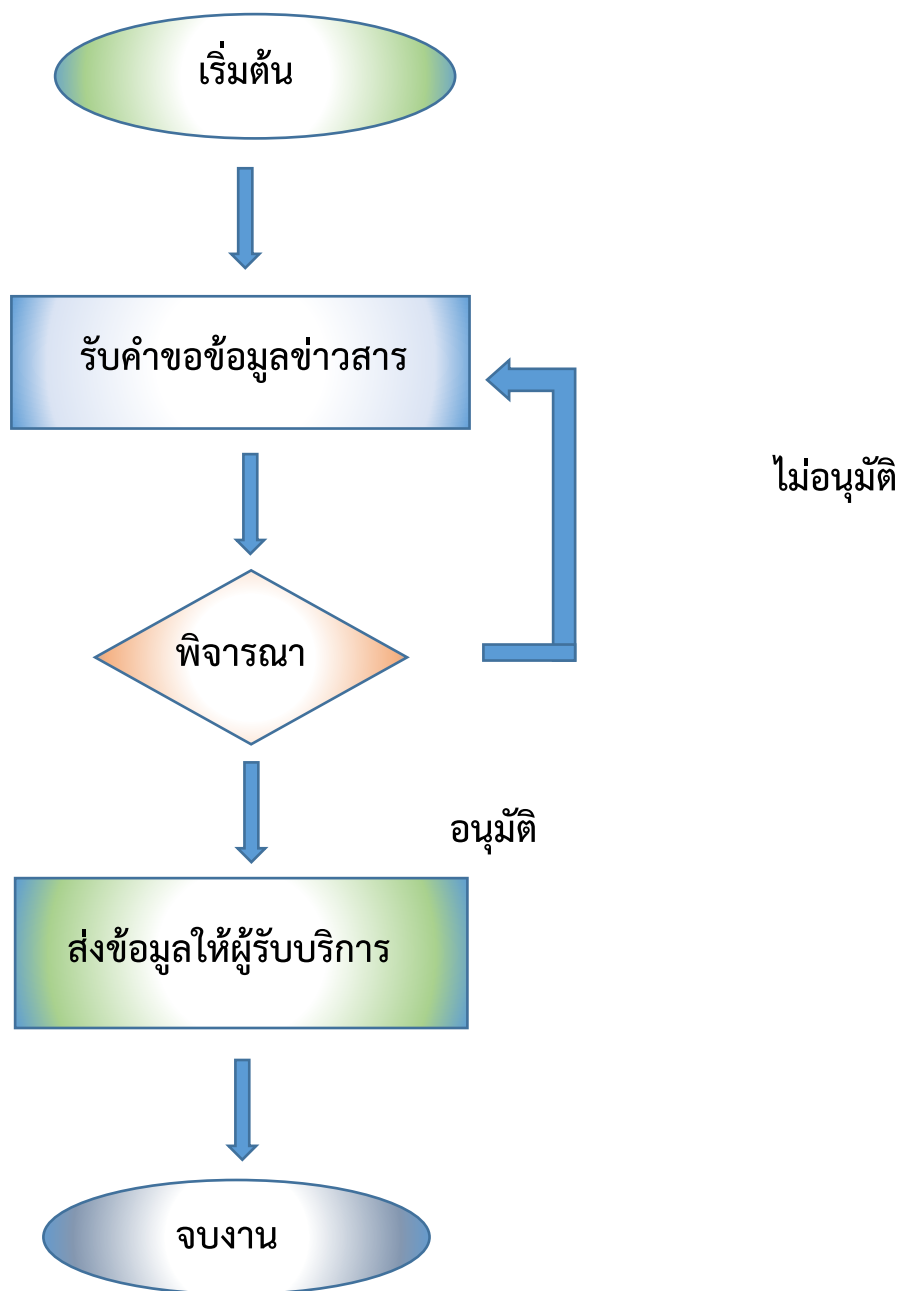 เริ่มต้น
รับคำขอข้อมูลข่าวสาร
ไม่อนุมัติ
พิจารณา
อนุมัติ
ส่งข้อมูลให้ผู้รับบริการ
จบงาน